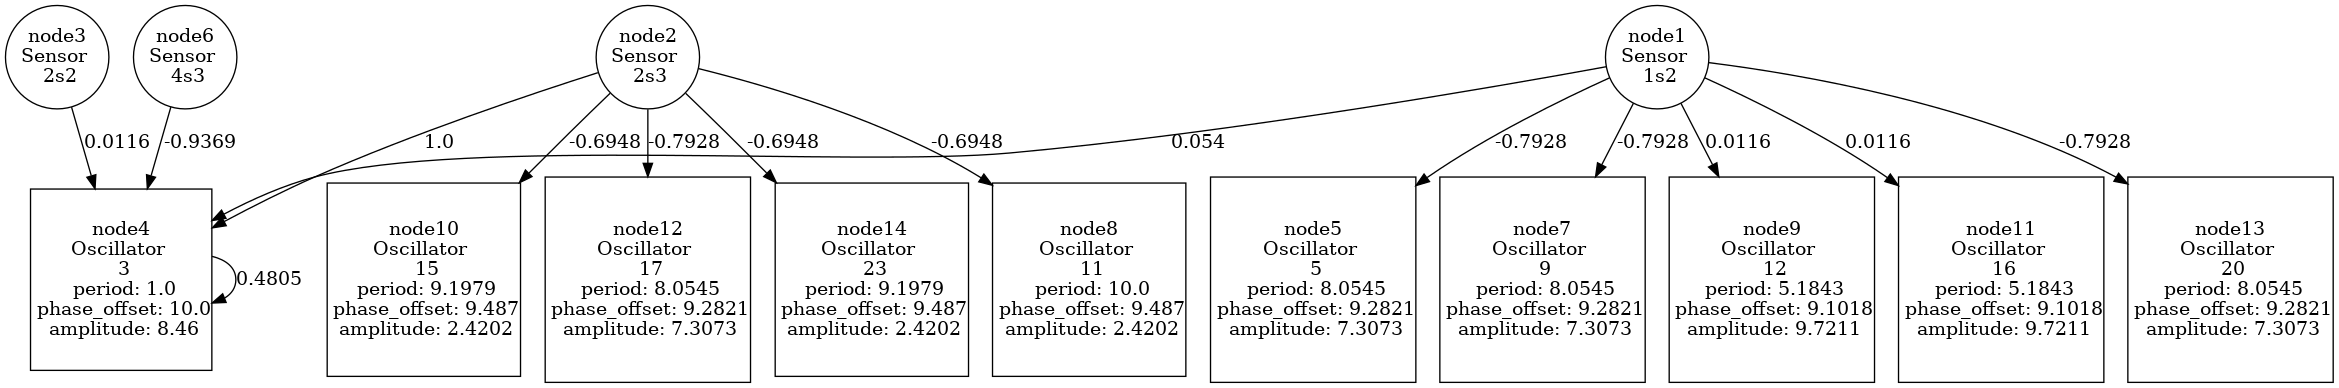 node3
Sensor
2s2
node6
Sensor
4s3
node2
Sensor
2s3
node1
Sensor
1s2
0.0116
-0.9369
1.0
-0.6948
-0.7928
-0.6948
-0.6948
0.054
-0.7928
-0.7928
0.0116
0.0116
-0.7928
node4
Oscillator
3
period: 1.0
phase_offset: 10.0
amplitude: 8.46
0.4805
node10
Oscillator
15
period: 9.1979
phase_offset: 9.487
amplitude: 2.4202
node12
Oscillator
17
period: 8.0545
phase_offset: 9.2821
amplitude: 7.3073
node14
Oscillator
23
period: 9.1979
phase_offset: 9.487
amplitude: 2.4202
node8
Oscillator
11
period: 10.0
phase_offset: 9.487
amplitude: 2.4202
node5
Oscillator
5
period: 8.0545
phase_offset: 9.2821
amplitude: 7.3073
node7
Oscillator
9
period: 8.0545
phase_offset: 9.2821
amplitude: 7.3073
node9
Oscillator
12
period: 5.1843
phase_offset: 9.1018
amplitude: 9.7211
node11
Oscillator
16
period: 5.1843
phase_offset: 9.1018
amplitude: 9.7211
node13
Oscillator
20
period: 8.0545
phase_offset: 9.2821
amplitude: 7.3073